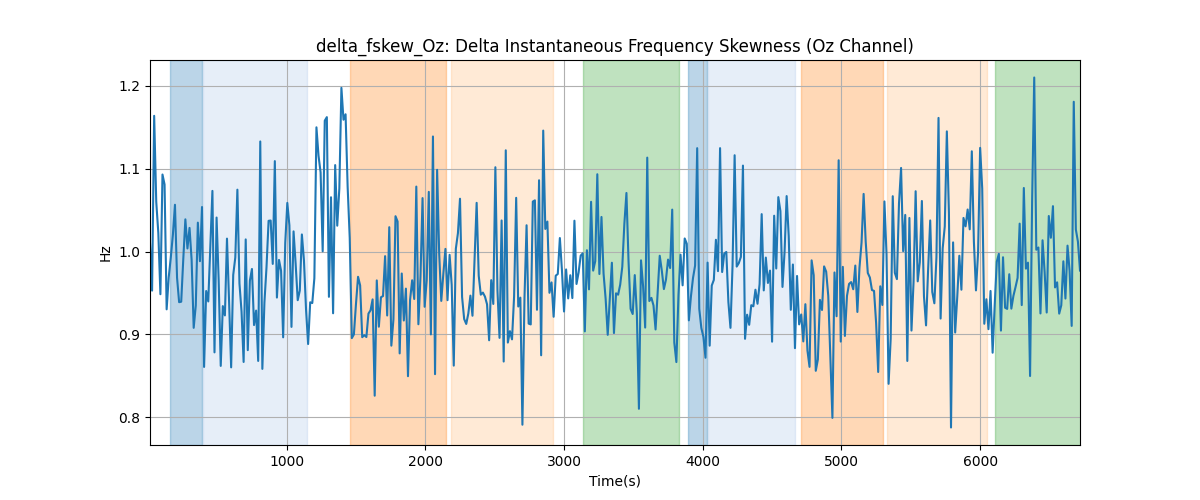 delta_fskew_Oz: Delta Instantaneous Frequency Skewness (Oz Channel)
1.2
1.1
1.0
0.9
0.8
Hz
1000 2000 3000 4000 5000 6000
Time(s)